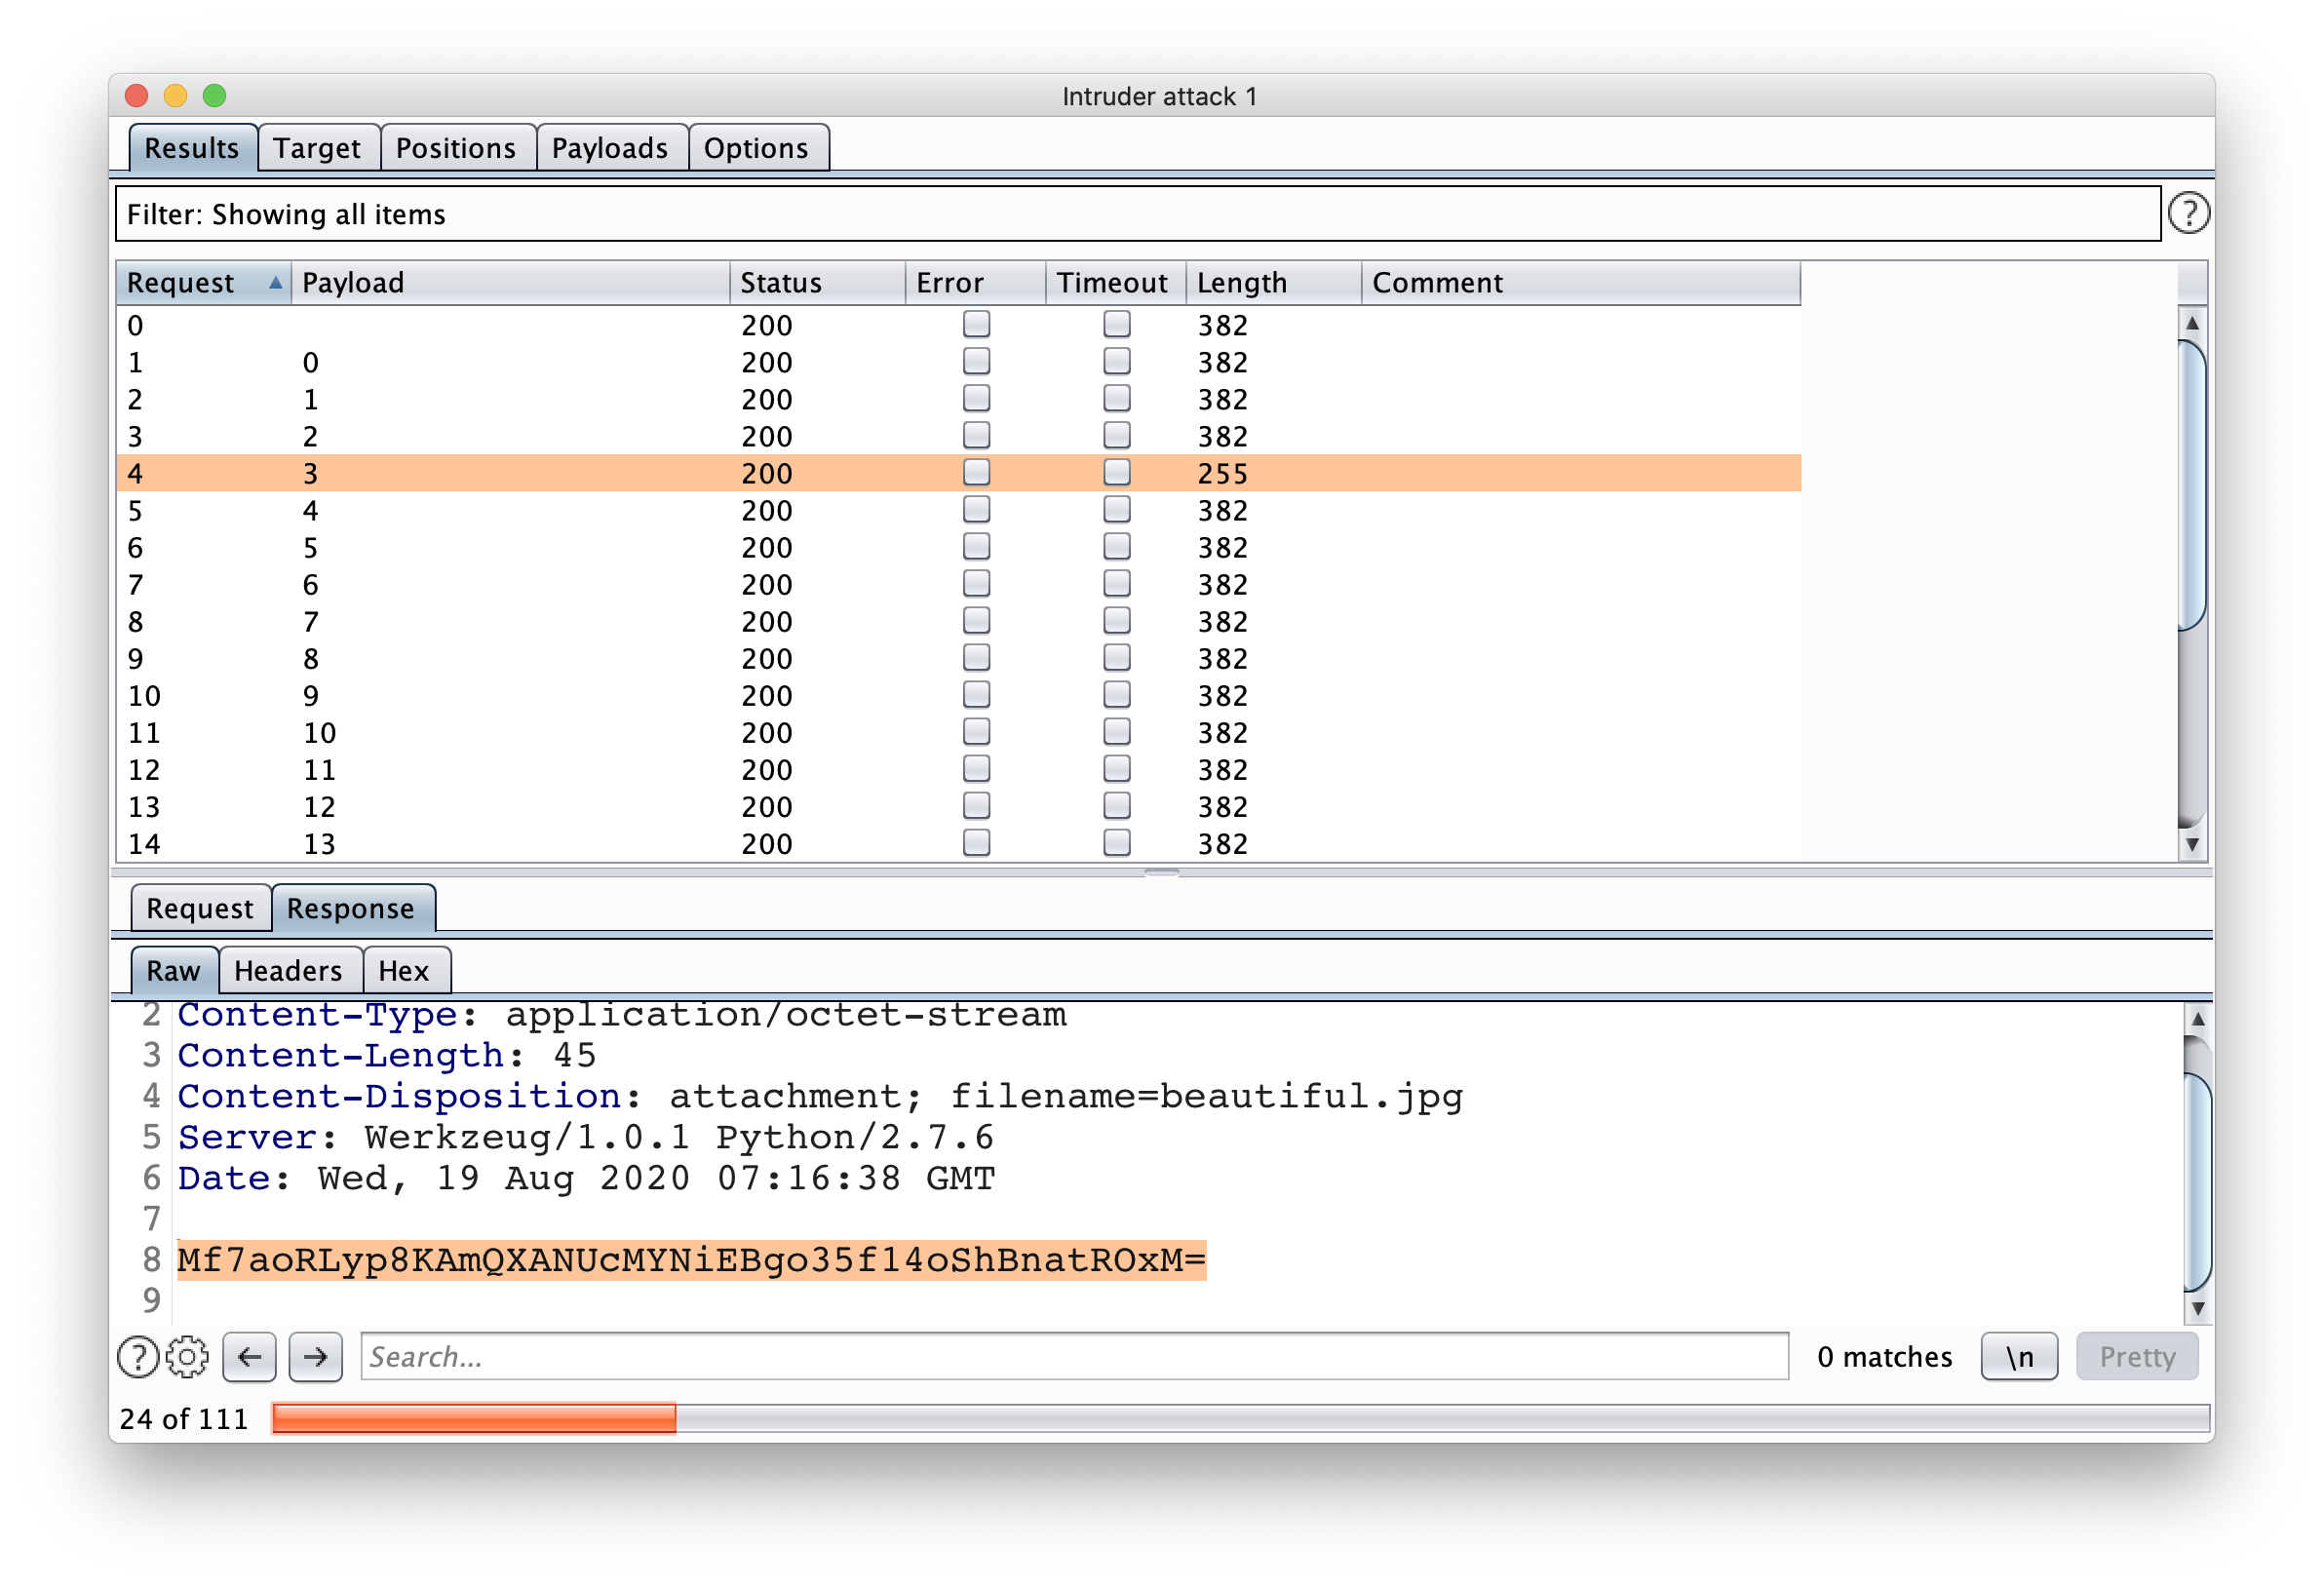 Intruder attack 1
Results Target Positions Payloads Options
Filter: Showing all items ?
Request Payload Status Error Timeout Length Comment
0 200 382
1 0 200 382
2 1 200 382
3 2 200 382
4 3 200 255
5 4 200 382
6 5 200 382
7 6 200 382
8 7 200 382
9 8 200 382
10 9 200 382
11 10 200 382
12 11 200 382
13 12 200 382
14 13 200 382
Request Response
Raw Headers Hex
2 Content-Type: application/octet-stream
3 Content-Length: 45
4 Content-Disposition: attachment; filename=beautiful.jpg
5 Server: Werkzeug/1.0.1 Python/2.7.6
6 Date: Wed, 19 Aug 2020 07:16:38 GMT
7
8 Mf7aoRLyp8KAmQXANUcMYNiEBgo35f14oShBnatROxM=
9
? Search... 0 matches \n Pretty
24 of 111